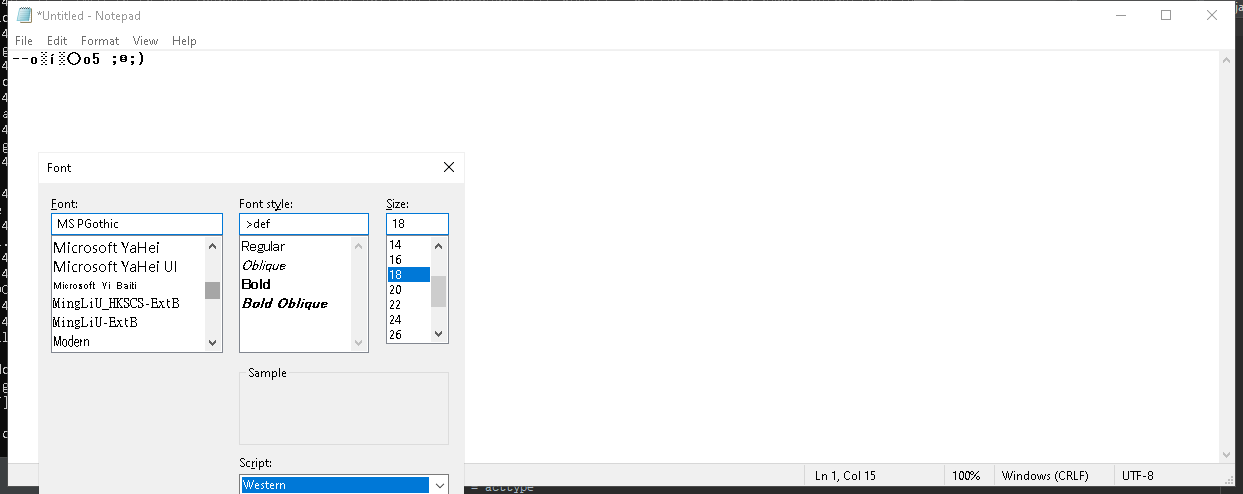 *Untitled - Notepad
File Edit Format View Help
--o░í░○o5 ;º;)
Font
Font: Font style: Size:
MS PGothic >def 18
Microsoft YaHei
Microsoft YaHei UI
Microsoft Yi Baiti
MingLiU_HKSCS-ExtB
MingLiU-ExtB
Modern
Regular
Oblique
Bold
Bold Oblique
14
16
18
20
22
24
26
Sample
Script:
Western
Ln 1, Col 15 100% Windows (CRLF) UTF-8
= acttype